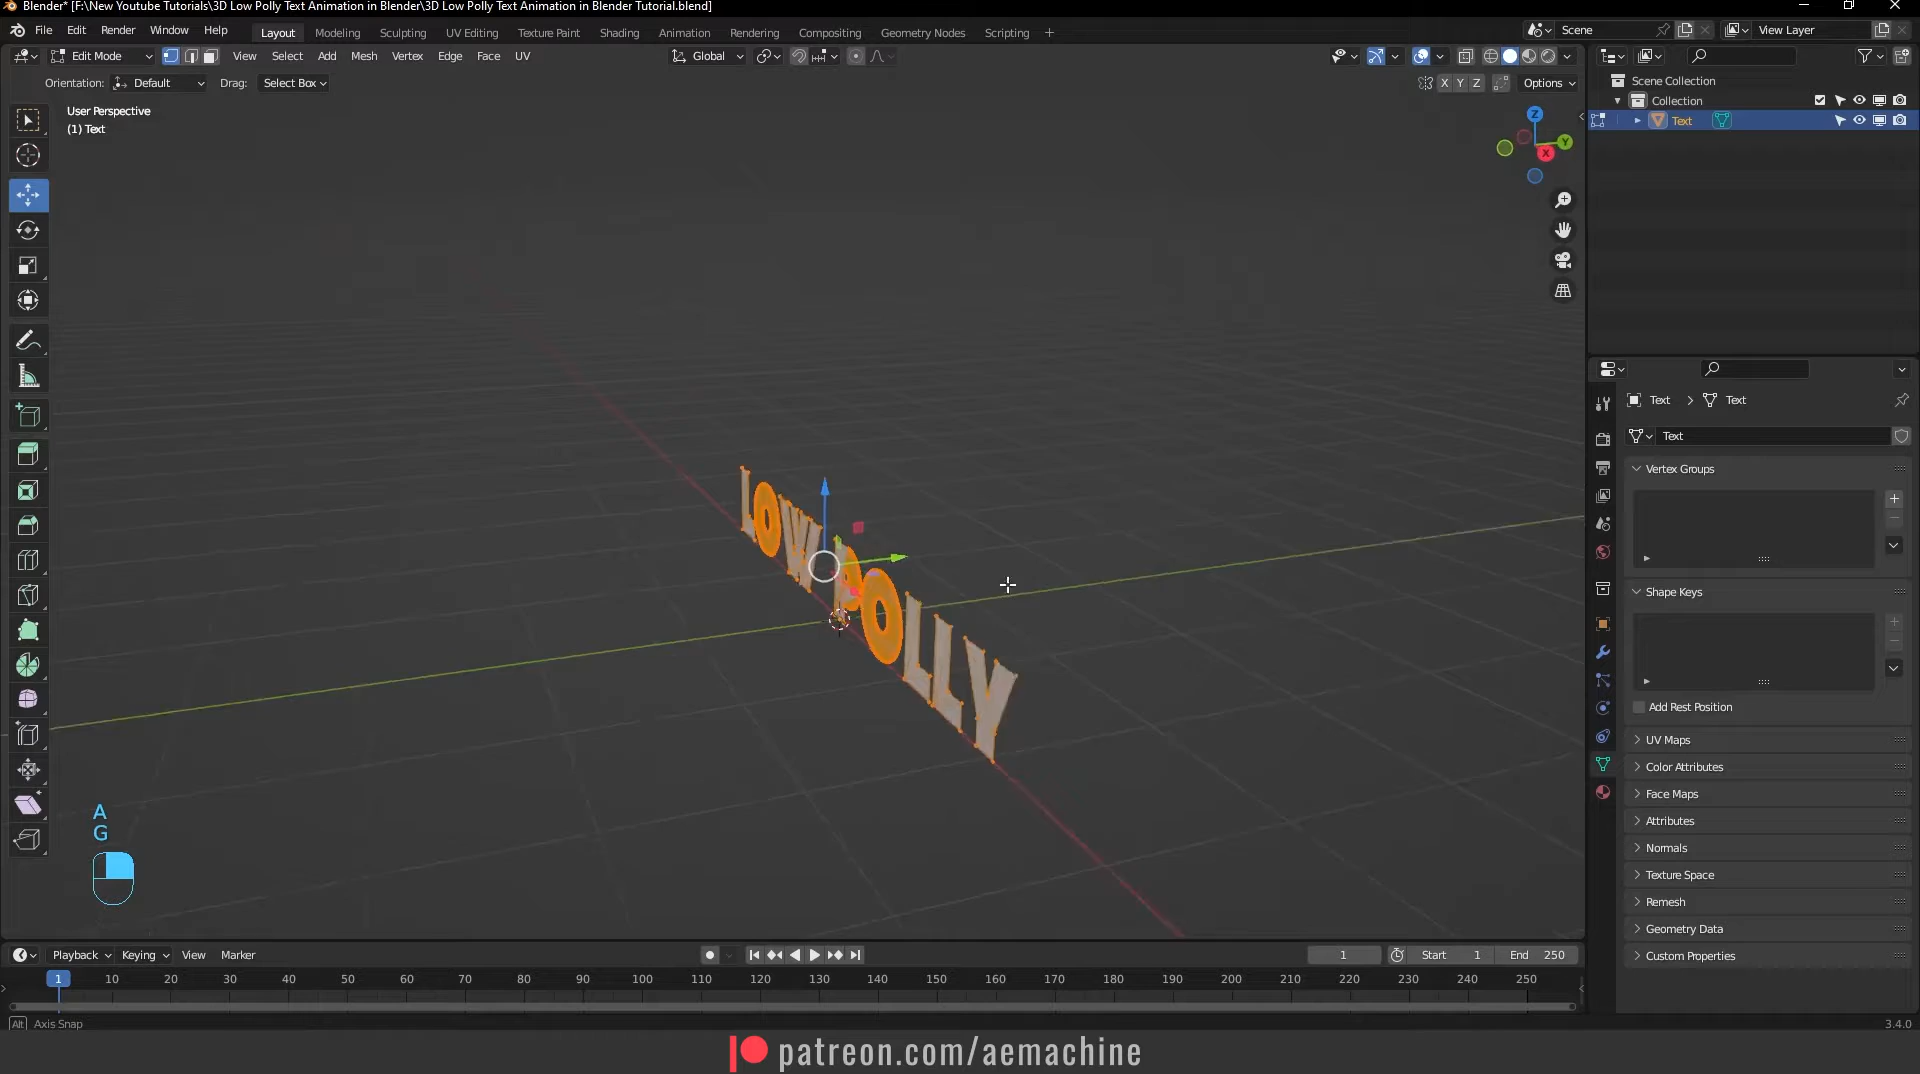 Blender* [F:\New Youtube Tutorials\3D Low Polly Text Animation in Blender\3D Low Polly Text Animation in Blender Tutorial.blend]
File Edit Render Window Help Layout Modeling Sculpting UV Editing Texture Paint Shading Animation Rendering Compositing Geometry Nodes Scripting + Scene View Layer
Edit Mode View Select Add Mesh Vertex Edge Face UV Global
Orientation: Default Drag: Select Box X Y Z Options
User Perspective
(1) Text
Z
Y
X
Scene Collection
Collection
Text
Text > Text
Text
Vertex Groups
Shape Keys
Add Rest Position
UV Maps
Color Attributes
Face Maps
Attributes
Normals
Texture Space
Remesh
Geometry Data
Custom Properties
LOW POLLY
A
G
Playback Keying View Marker 1 Start 1 End 250
1 10 20 30 40 50 60 70 80 90 100 110 120 130 140 150 160 170 180 190 200 210 220 230 240 250
Alt Axis Snap 3.4.0
patreon.com/aemachine